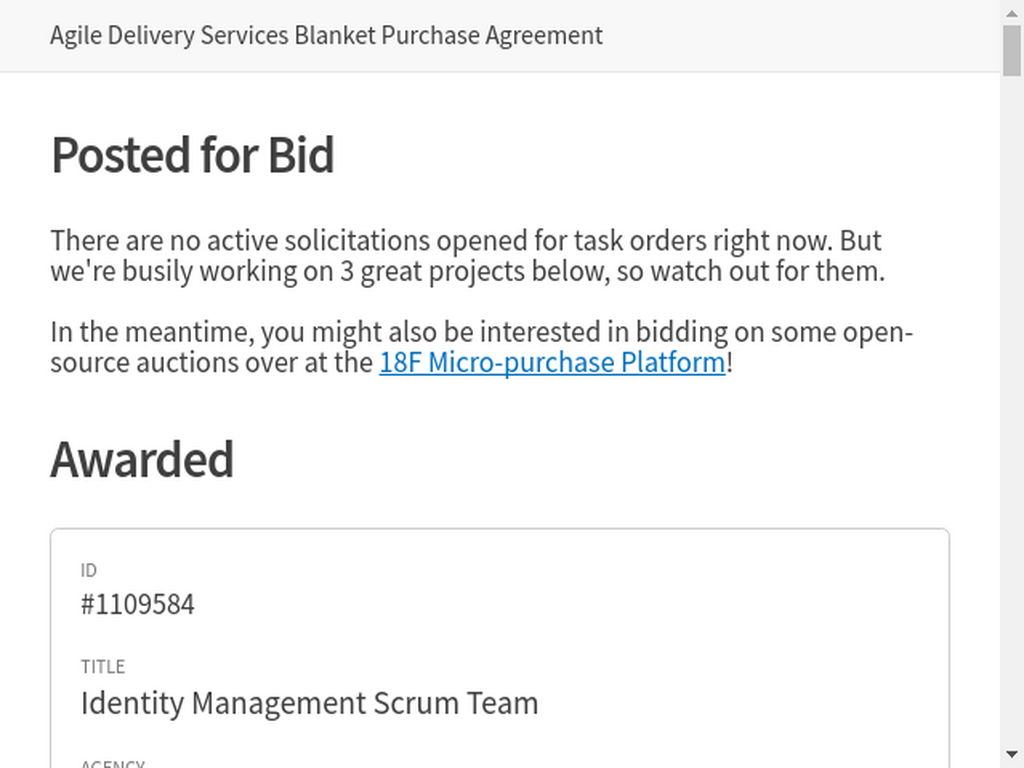 Agile Delivery Services Blanket Purchase Agreement
Posted for Bid
There are no active solicitations opened for task orders right now. But
we're busily working on 3 great projects below, so watch out for them.
In the meantime, you might also be interested in bidding on some open-
source auctions over at the 18F Micro-purchase Platform!
Awarded
ID
#1109584
TITLE
Identity Management Scrum Team
AGENCY